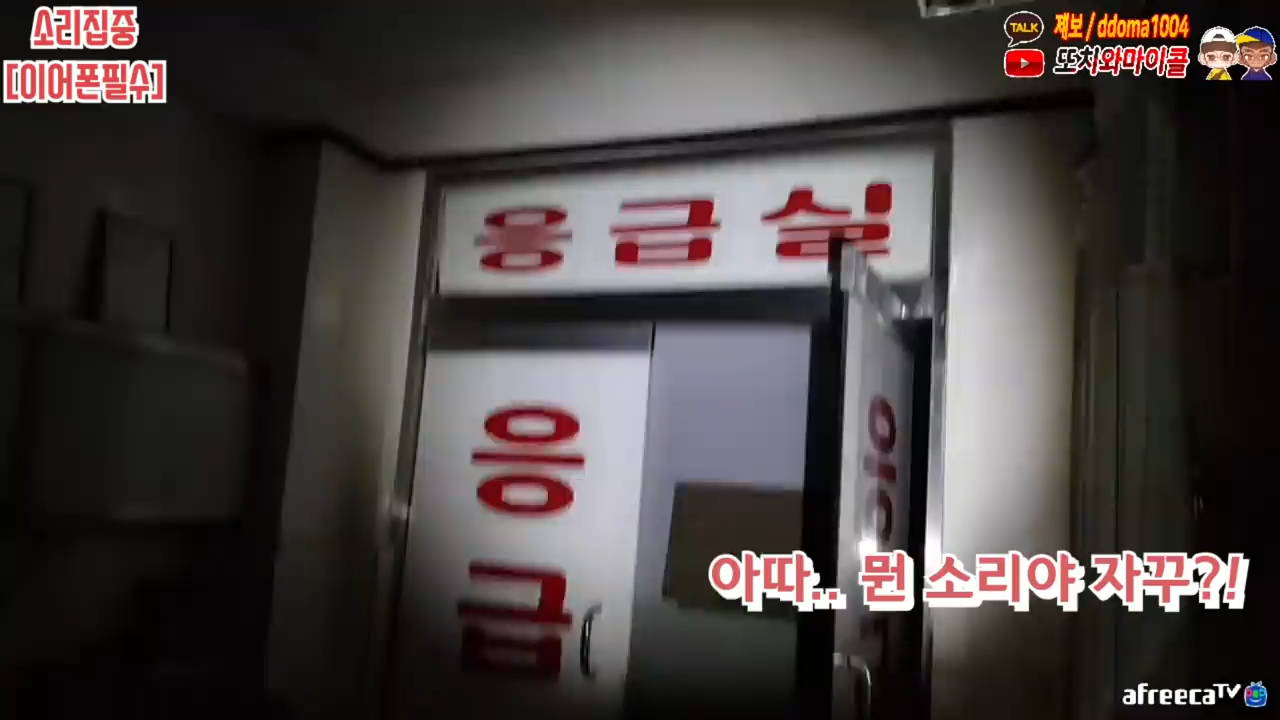 소리집중
[이어폰필수]
TALK
제보 / ddoma1004
또치와마이콜
응급실
응
급
아따.. 뭔 소리야 자꾸?!
afreecaTV